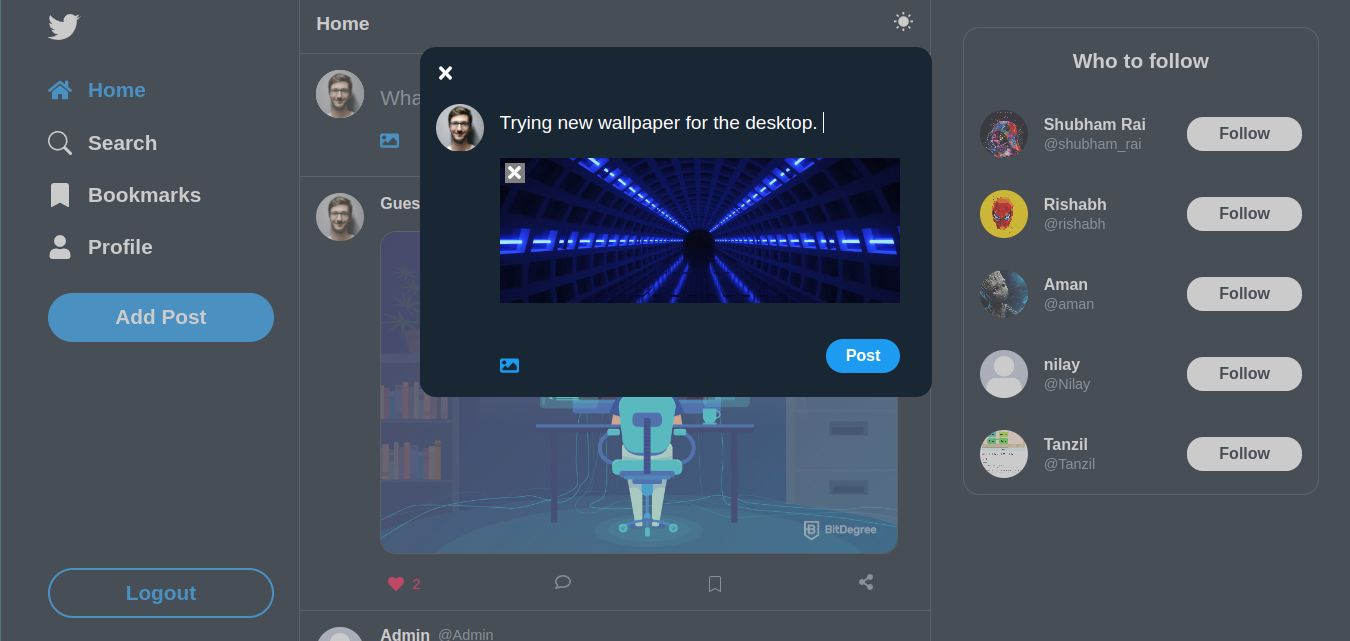 Home
Search
Bookmarks
Profile
Add Post
Logout
Home
Wha
Trying new wallpaper for the desktop.
Post
Gues
BitDegree
2
Admin @Admin
Who to follow
Shubham Rai
@shubham_rai
Follow
Rishabh
@rishabh
Follow
Aman
@aman
Follow
nilay
@Nilay
Follow
Tanzil
@Tanzil
Follow